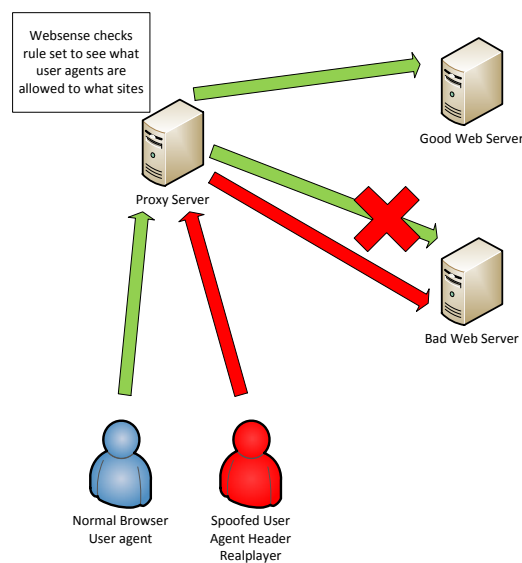 Websense checks
rule set to see what
user agents are
allowed to what sites
Good Web Server
Proxy Server
Bad Web Server
Normal Browser
User agent
Spoofed User
Agent Header
Realplayer